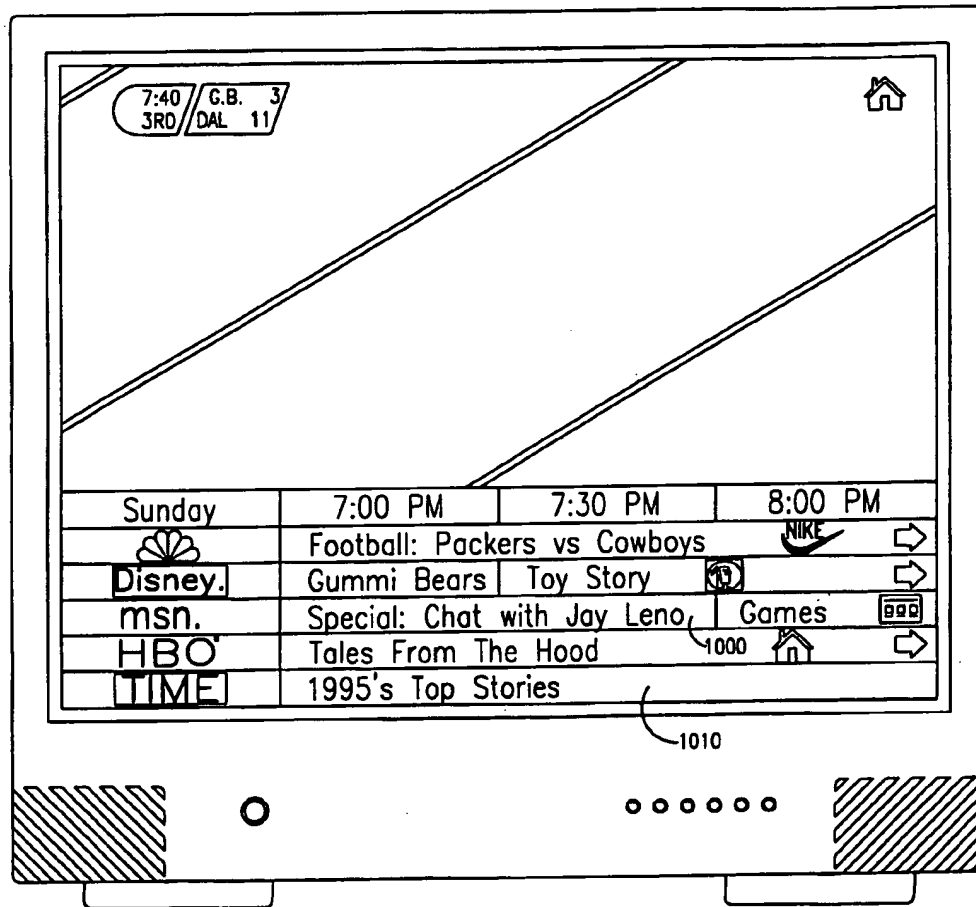 7:40 G.B. 3
3RD DAL 11
Sunday 7:00 PM 7:30 PM 8:00 PM
Football: Packers vs Cowboys NIKE
Disney. Gummi Bears Toy Story
msn. Special: Chat with Jay Leno Games
1000
HBO Tales From The Hood
TIME 1995's Top Stories
1010